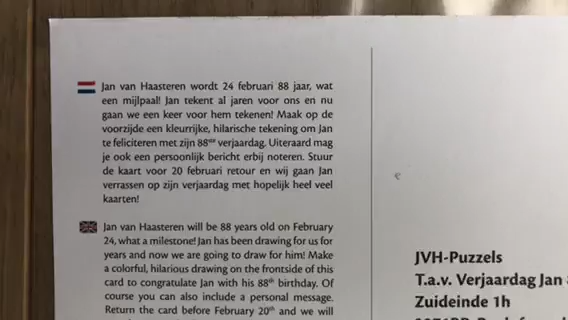 Jan van Haasteren wordt 24 februari 88 jaar, wat
een mijlpaal! Jan tekent al jaren voor ons en nu
gaan we een keer voor hem tekenen! Maak op de
voorzijde een kleurrijke, hilarische tekening om Jan
te feliciteren met zijn 88ste verjaardag. Uiteraard mag
je ook een persoonlijk bericht erbij noteren. Stuur
de kaart voor 20 februari retour en wij gaan Jan
verrassen op zijn verjaardag met hopelijk heel veel
kaarten!
Jan van Haasteren will be 88 years old on February
24, what a milestone! Jan has been drawing for us for
years and now we are going to draw for him! Make
a colorful, hilarious drawing on the frontside of this
card to congratulate Jan with his 88th birthday. Of
course you can also include a personal message.
Return the card before February 20th and we will
JVH-Puzzels
T.a.v. Verjaardag Jan
Zuideinde 1h